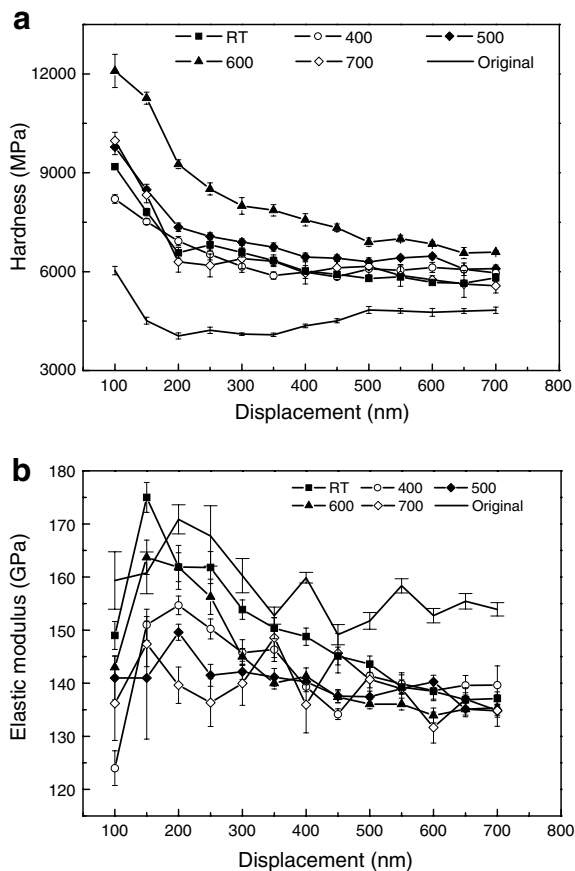 a
RT 400 500
600 700 Original
12000
9000
6000
3000
Hardness (MPa)
100 200 300 400 500 600 700 800
Displacement (nm)
b
RT 400 500
600 700 Original
180
170
160
150
140
130
120
Elastic modulus (GPa)
100 200 300 400 500 600 700 800
Displacement (nm)